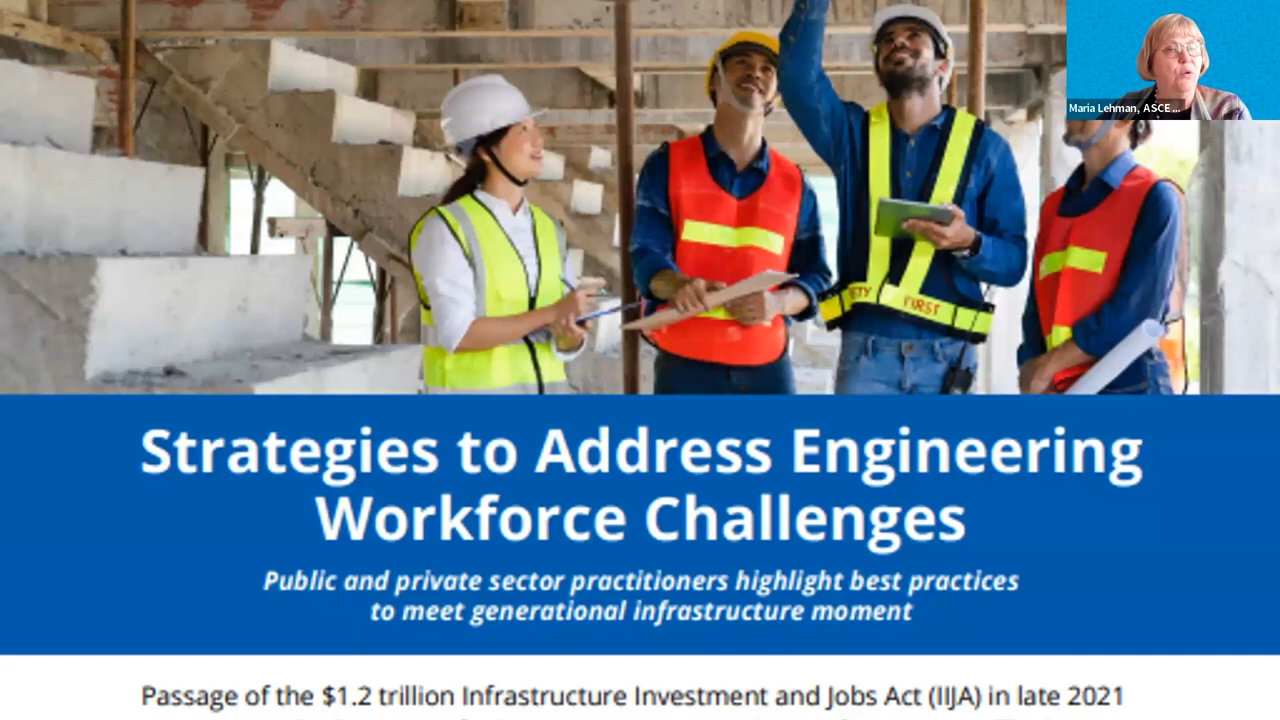 Maria Lehman, ASCE ...
ETY FIRST
Strategies to Address Engineering
Workforce Challenges
Public and private sector practitioners highlight best practices
to meet generational infrastructure moment
Passage of the $1.2 trillion Infrastructure Investment and Jobs Act (IIJA) in late 2021